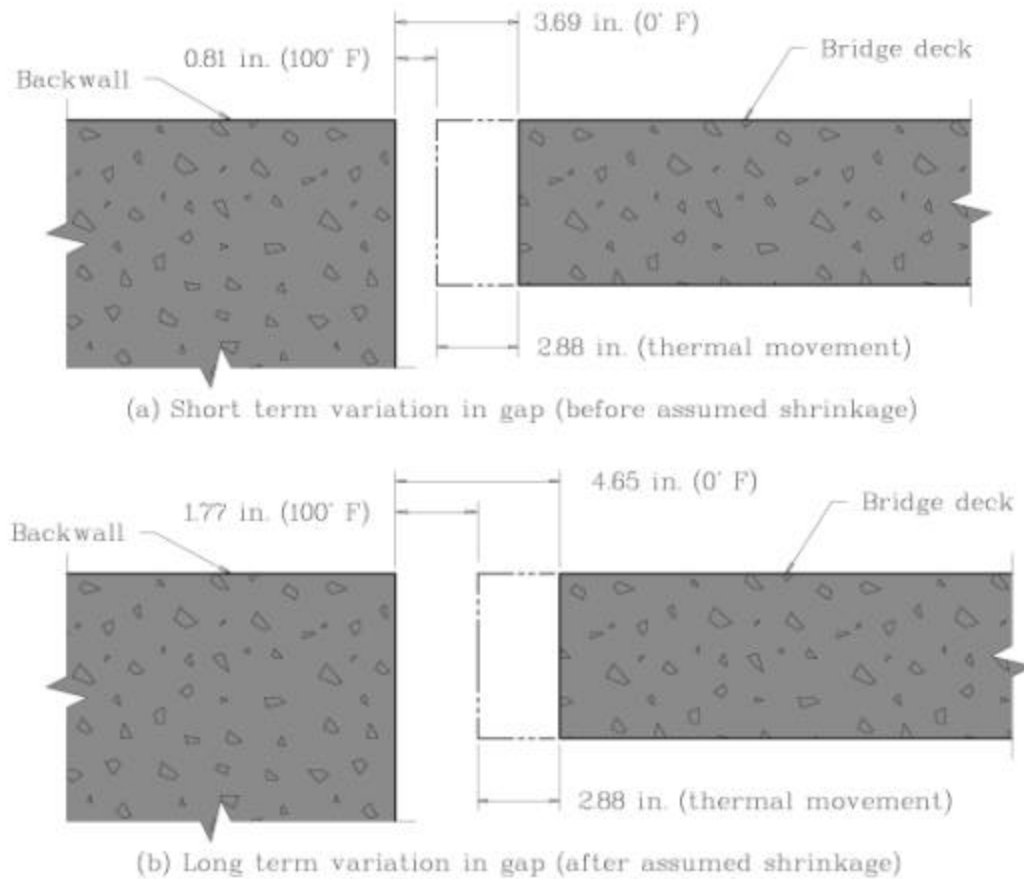 3.69 in. (0° F)
0.81 in. (100° F)
Bridge deck
Backwall
2.88 in. (thermal movement)
(a) Short term variation in gap (before assumed shrinkage)
4.65 in. (0° F)
1.77 in. (100° F)
Bridge deck
Backwall
2.88 in. (thermal movement)
(b) Long term variation in gap (after assumed shrinkage)